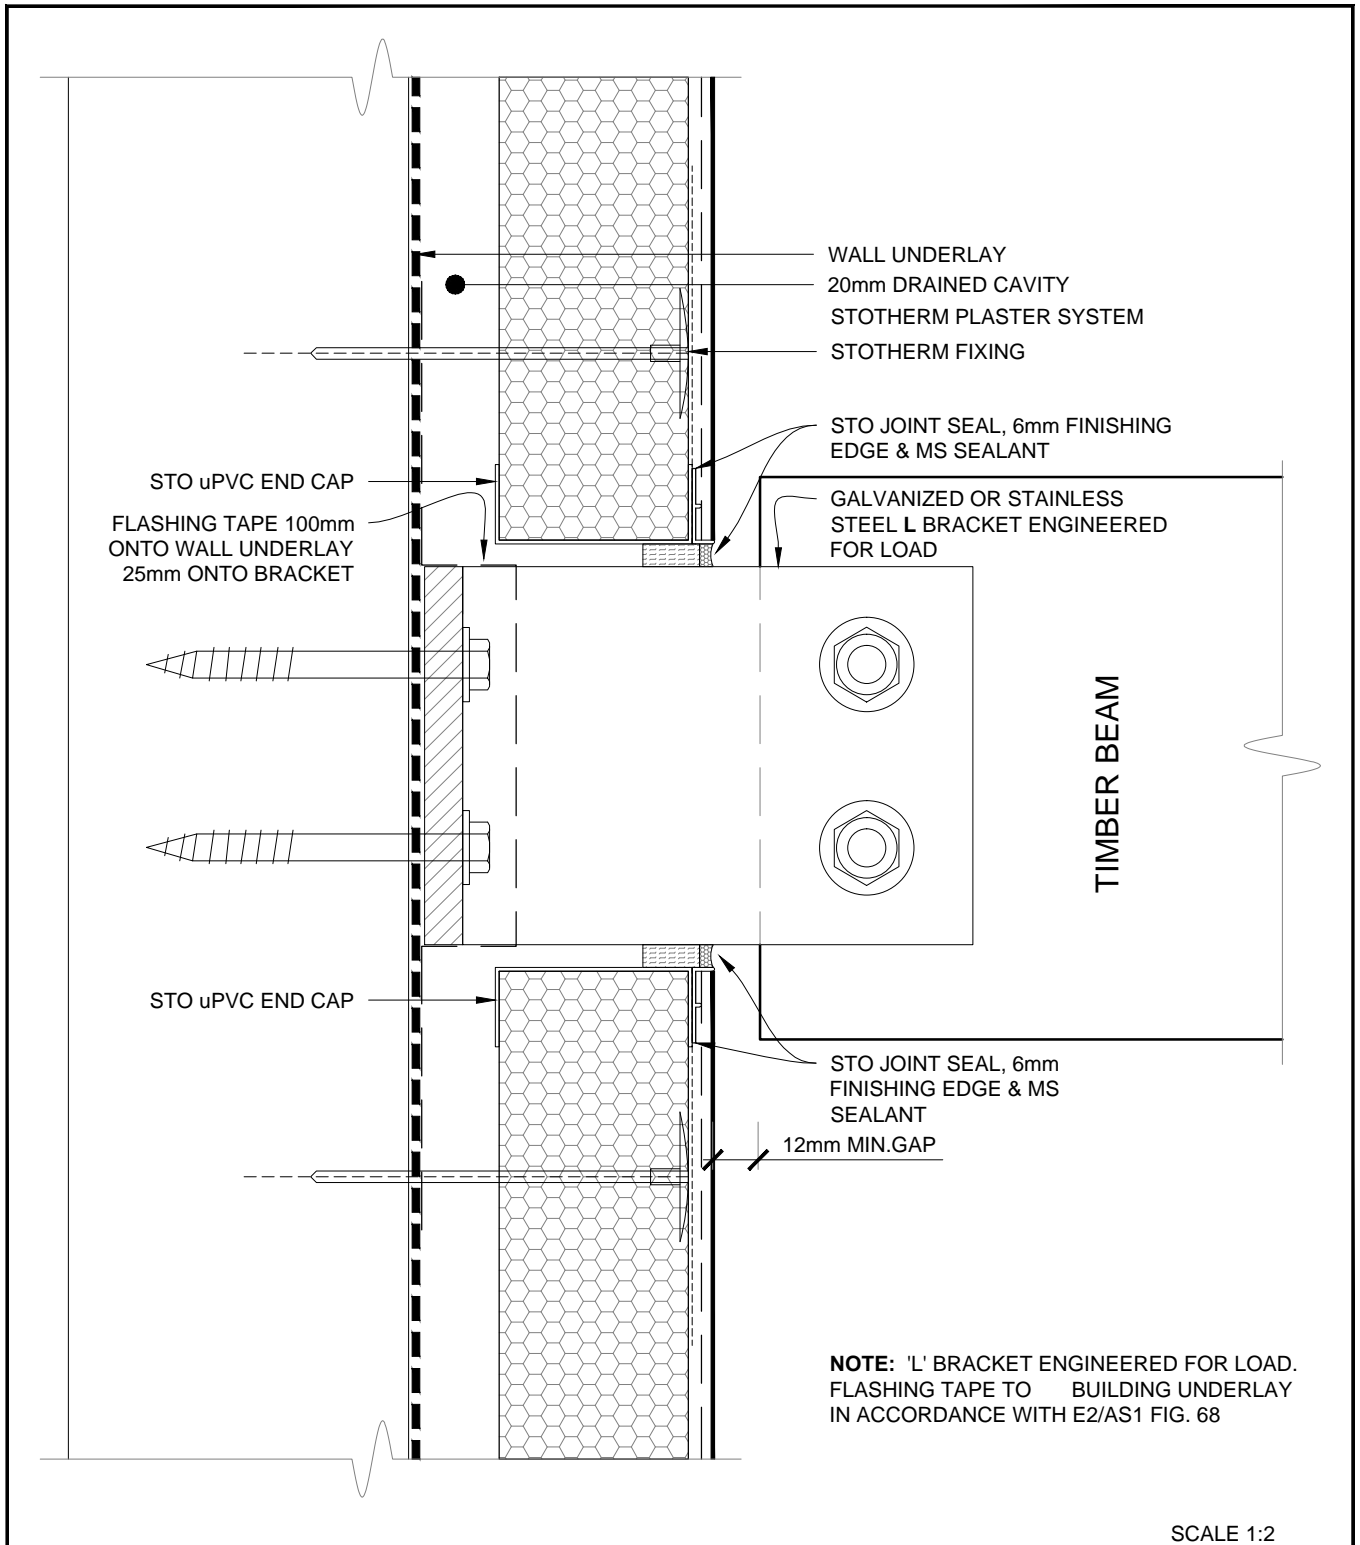 WALL UNDERLAY
20mm DRAINED CAVITY
STOTHERM PLASTER SYSTEM
STOTHERM FIXING
STO JOINT SEAL, 6mm FINISHING
EDGE & MS SEALANT
STO uPVC END CAP
FLASHING TAPE 100mm
ONTO WALL UNDERLAY
25mm ONTO BRACKET
GALVANIZED OR STAINLESS
STEEL L BRACKET ENGINEERED
FOR LOAD
TIMBER BEAM
STO uPVC END CAP
STO JOINT SEAL, 6mm
FINISHING EDGE & MS
SEALANT
12mm MIN.GAP
NOTE: 'L' BRACKET ENGINEERED FOR LOAD.
FLASHING TAPE TO BUILDING UNDERLAY
IN ACCORDANCE WITH E2/AS1 FIG. 68
SCALE 1:2